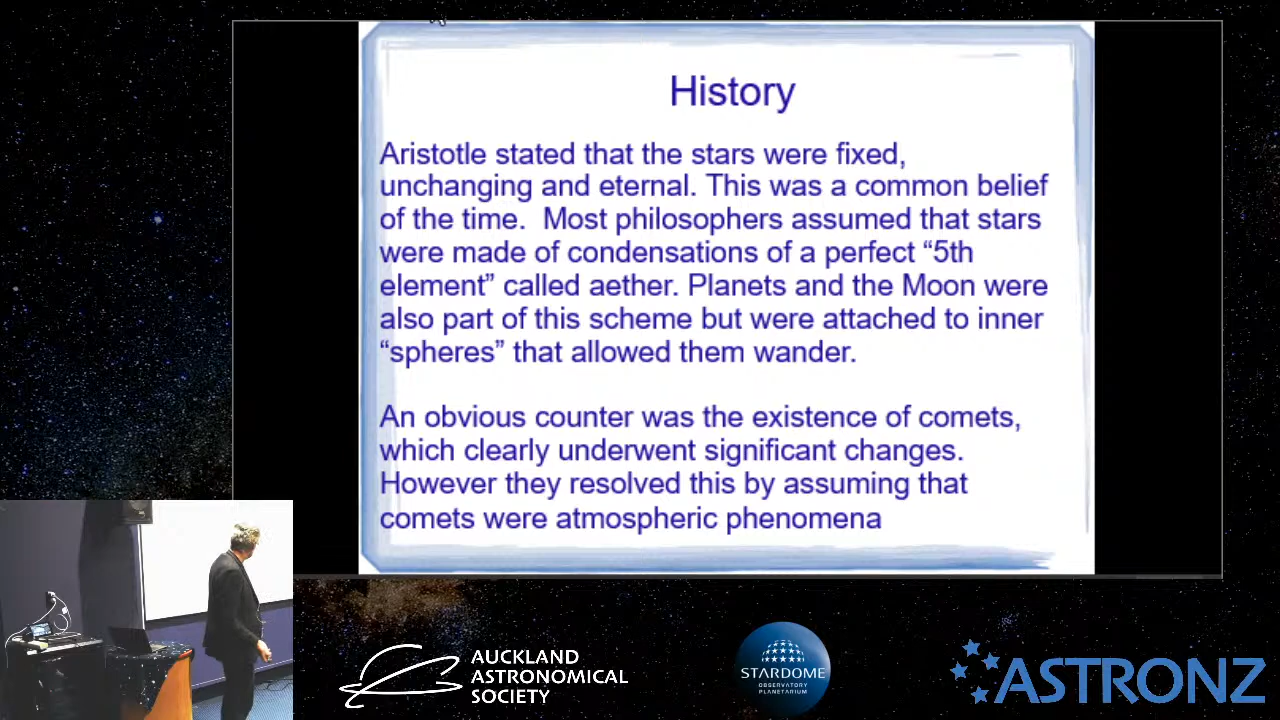 History
Aristotle stated that the stars were fixed,
unchanging and eternal. This was a common belief
of the time.  Most philosophers assumed that stars
were made of condensations of a perfect “5th
element” called aether. Planets and the Moon were
also part of this scheme but were attached to inner
“spheres” that allowed them wander.
An obvious counter was the existence of comets,
which clearly underwent significant changes.
However they resolved this by assuming that
comets were atmospheric phenomena
AUCKLAND
ASTRONOMICAL
SOCIETY
STARDOME
OBSERVATORY
PLANETARIUM
ASTRONZ